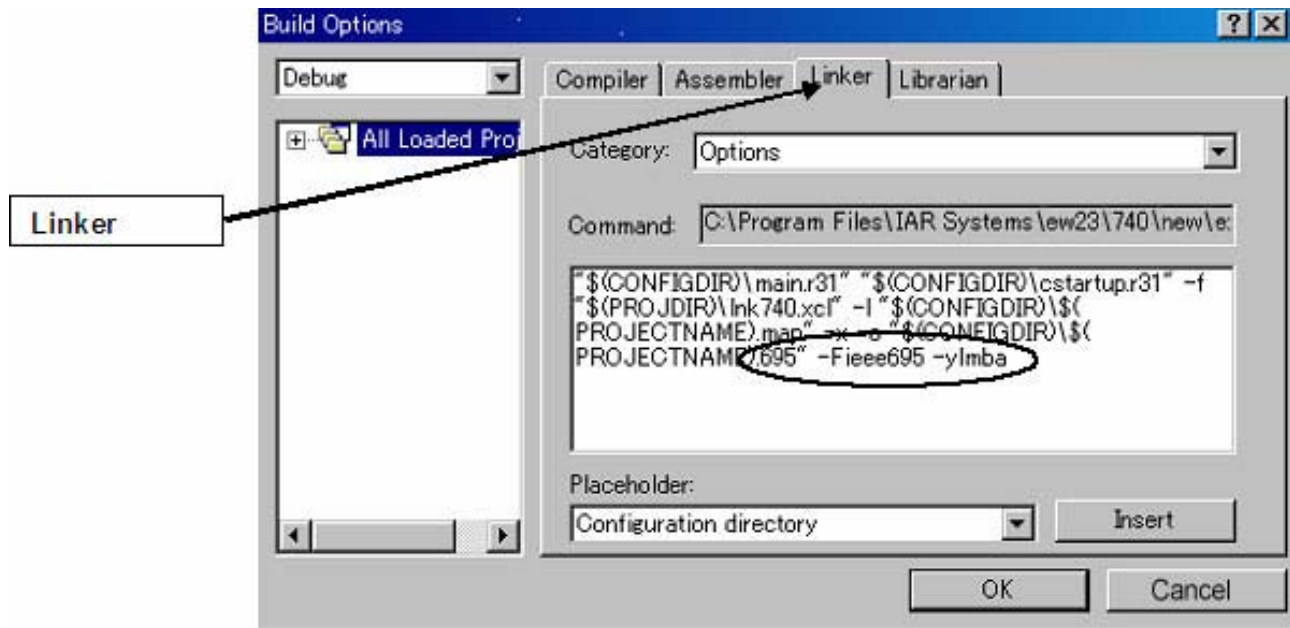 Build Options
Debug
Compiler
Assembler
Linker
Librarian
All Loaded Proj
Category:
Options
Linker
Command:
C:\Program Files\IAR Systems\ew23\740\new\e:
"$(CONFIGDIR)\main.r31" "$(CONFIGDIR)\cstartup.r31" -f
"$(PROJDIR)\lnk740.xcl" -l "$(CONFIGDIR)\$(
PROJECTNAME).map" -x -o "$(CONFIGDIR)\$(
PROJECTNAME).695" -Fieee695 -ylmba
Placeholder:
Configuration directory
Insert
OK
Cancel